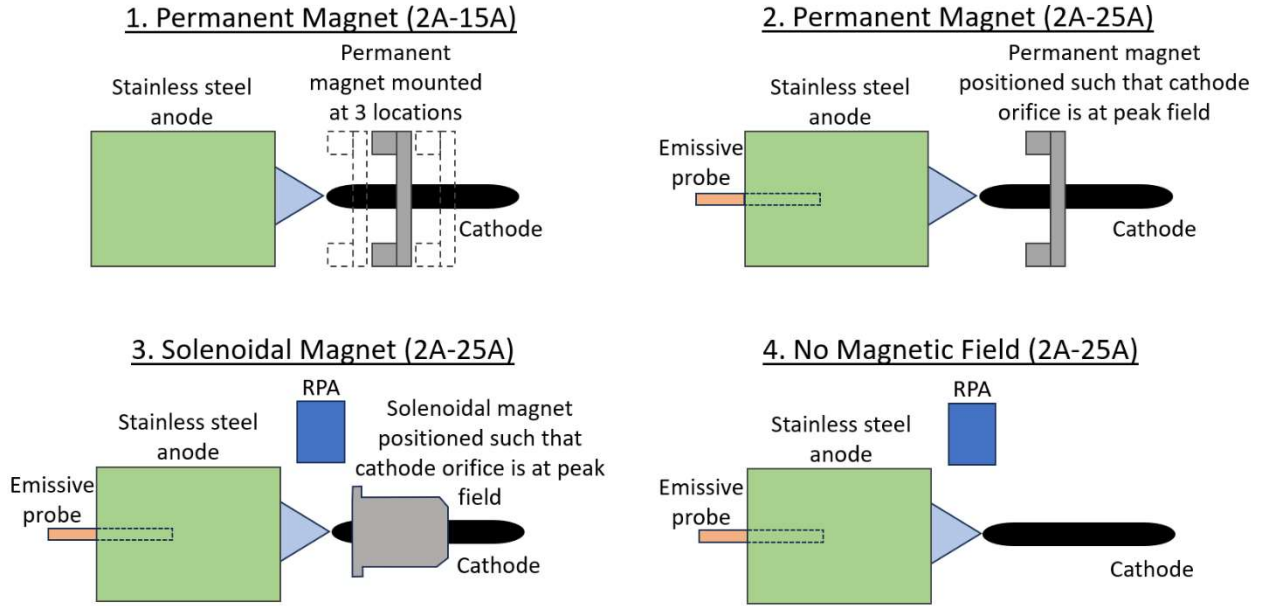 1. Permanent Magnet (2A-15A)
Permanent
magnet mounted
at 3 locations
Stainless steel
anode
Cathode
2. Permanent Magnet (2A-25A)
Permanent magnet
positioned such that cathode
orifice is at peak field
Stainless steel
anode
Emissive
probe
Cathode
3. Solenoidal Magnet (2A-25A)
RPA
Solenoidal magnet
positioned such that
cathode orifice is at peak
field
Stainless steel
anode
Emissive
probe
Cathode
4. No Magnetic Field (2A-25A)
RPA
Stainless steel
anode
Emissive
probe
Cathode